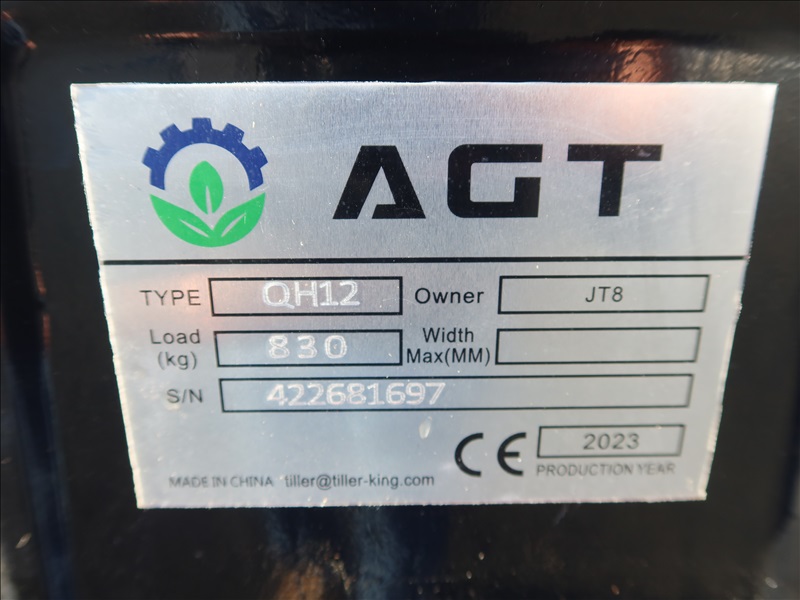 AGT
TYPE QH12 Owner JT8
Load (kg) 830 Width Max(MM)
S/N 422681697
CE 2023
PRODUCTION YEAR
MADE IN CHINA tiller@tiller-king.com